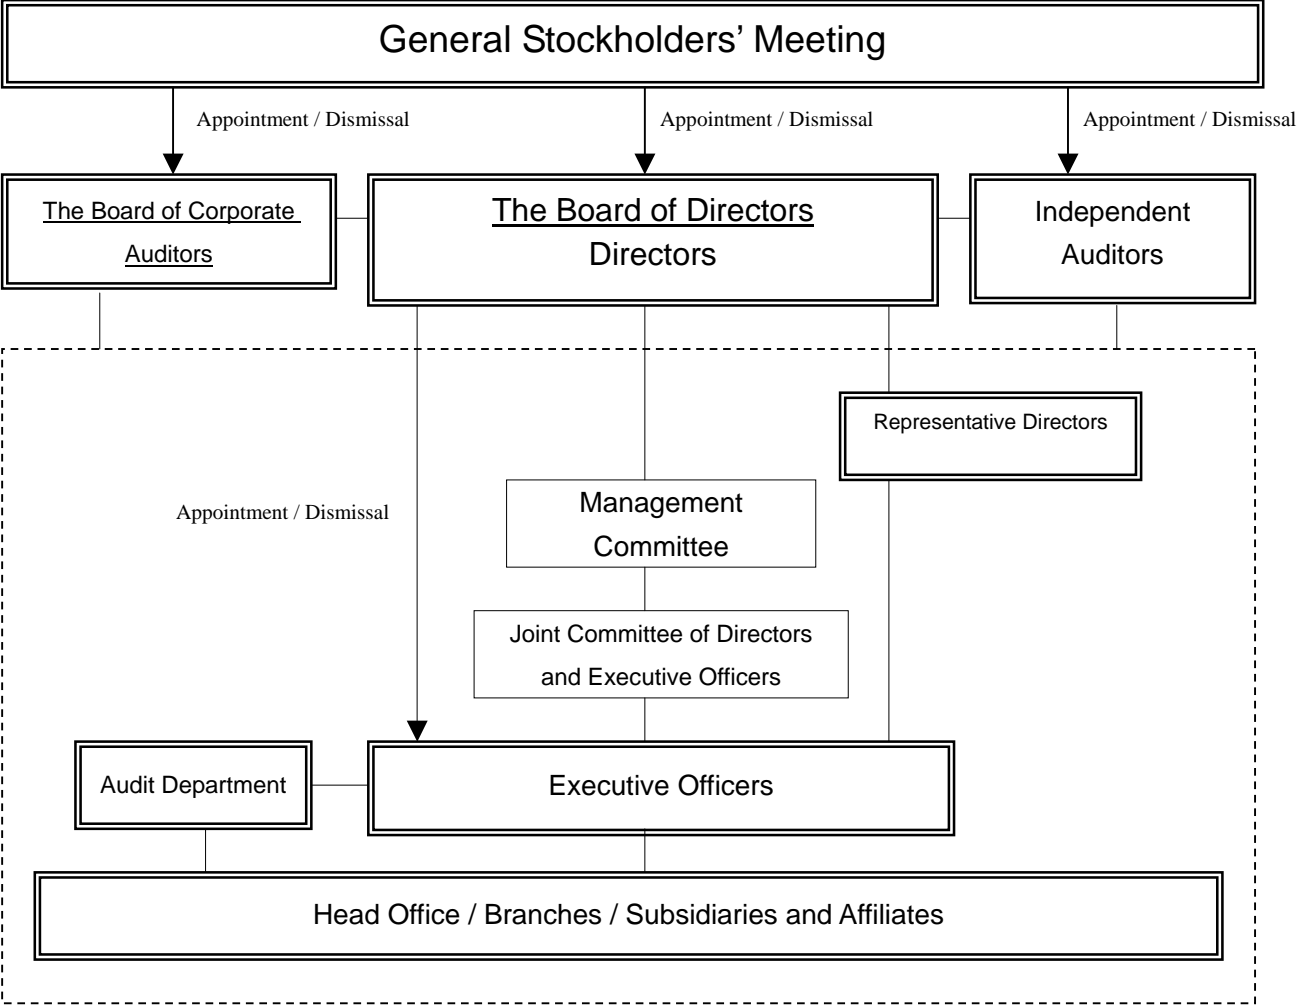 General Stockholders’ Meeting
Appointment / Dismissal
Appointment / Dismissal
Appointment / Dismissal
The Board of Corporate
Auditors
The Board of Directors
Directors
Independent
Auditors
Representative Directors
Appointment / Dismissal
Management
Committee
Joint Committee of Directors
and Executive Officers
Audit Department
Executive Officers
Head Office / Branches / Subsidiaries and Affiliates